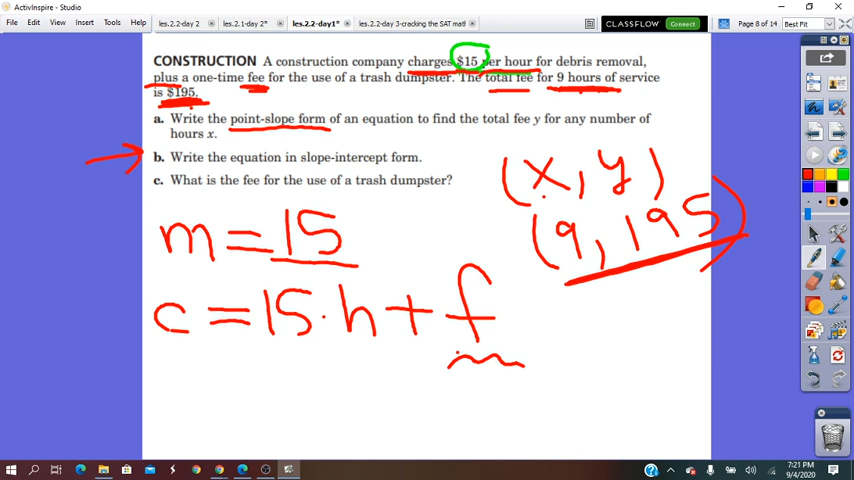 ActivInspire - Studio
File Edit View Insert Tools Help
les.2.2-day 2 les.2.1-day 2* les.2.2-day1* les.2.2-day 3-cracking the SAT mat
CLASSFLOW Connect Page 8 of 14 Best Fit
CONSTRUCTION A construction company charges $15 per hour for debris removal,
plus a one-time fee for the use of a trash dumpster. The total fee for 9 hours of service
is $195.
a. Write the point-slope form of an equation to find the total fee y for any number of
hours x.
b. Write the equation in slope-intercept form.
c. What is the fee for the use of a trash dumpster?
(x, y)
(9, 195)
m = 15
c = 15 · h + f
7:21 PM
9/4/2020